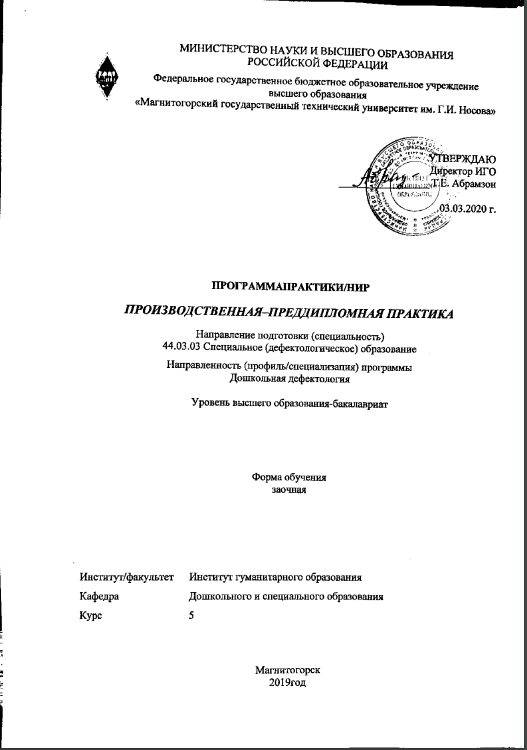 МИНИСТЕРСТВО НАУКИ И ВЫСШЕГО ОБРАЗОВАНИЯ
РОССИЙСКОЙ ФЕДЕРАЦИИ
Федеральное государственное бюджетное образовательное учреждение
высшего образования
«Магнитогорский государственный технический университет им. Г.И. Носова»
УТВЕРЖДАЮ
Директор ИГО
Т.Е. Абрамзон
03.03.2020 г.
ПРОГРАММАПРАКТИКИ/НИР
ПРОИЗВОДСТВЕННАЯ–ПРЕДДИПЛОМНАЯ ПРАКТИКА
Направление подготовки (специальность)
44.03.03 Специальное (дефектологическое) образование
Направленность (профиль/специализация) программы
Дошкольная дефектология
Уровень высшего образования-бакалавриат
Форма обучения
заочная
Институт/факультет Институт гуманитарного образования
Кафедра Дошкольного и специального образования
Курс 5
Магнитогорск
2019год